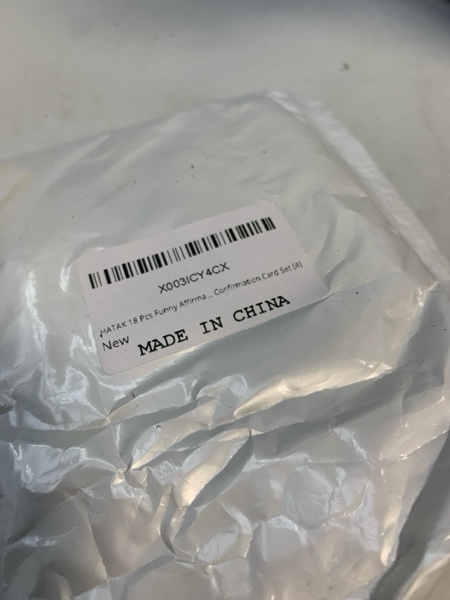 X003ICY4CX
HATAK 18 Pcs Funny Affirma... Confirmation Card Set (A)
New
MADE IN CHINA